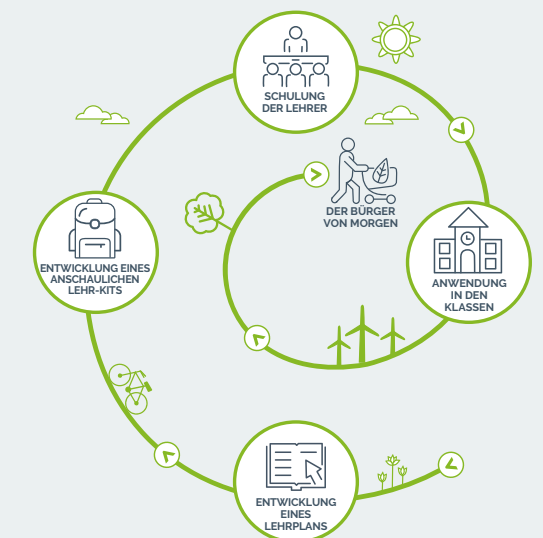 SCHULUNG
DER LEHRER
DER BÜRGER
VON MORGEN
ENTWICKLUNG EINES
ANSCHAULICHEN
LEHR-KITS
ANWENDUNG
IN DEN
KLASSEN
ENTWICKLUNG
EINES
LEHRPLANS